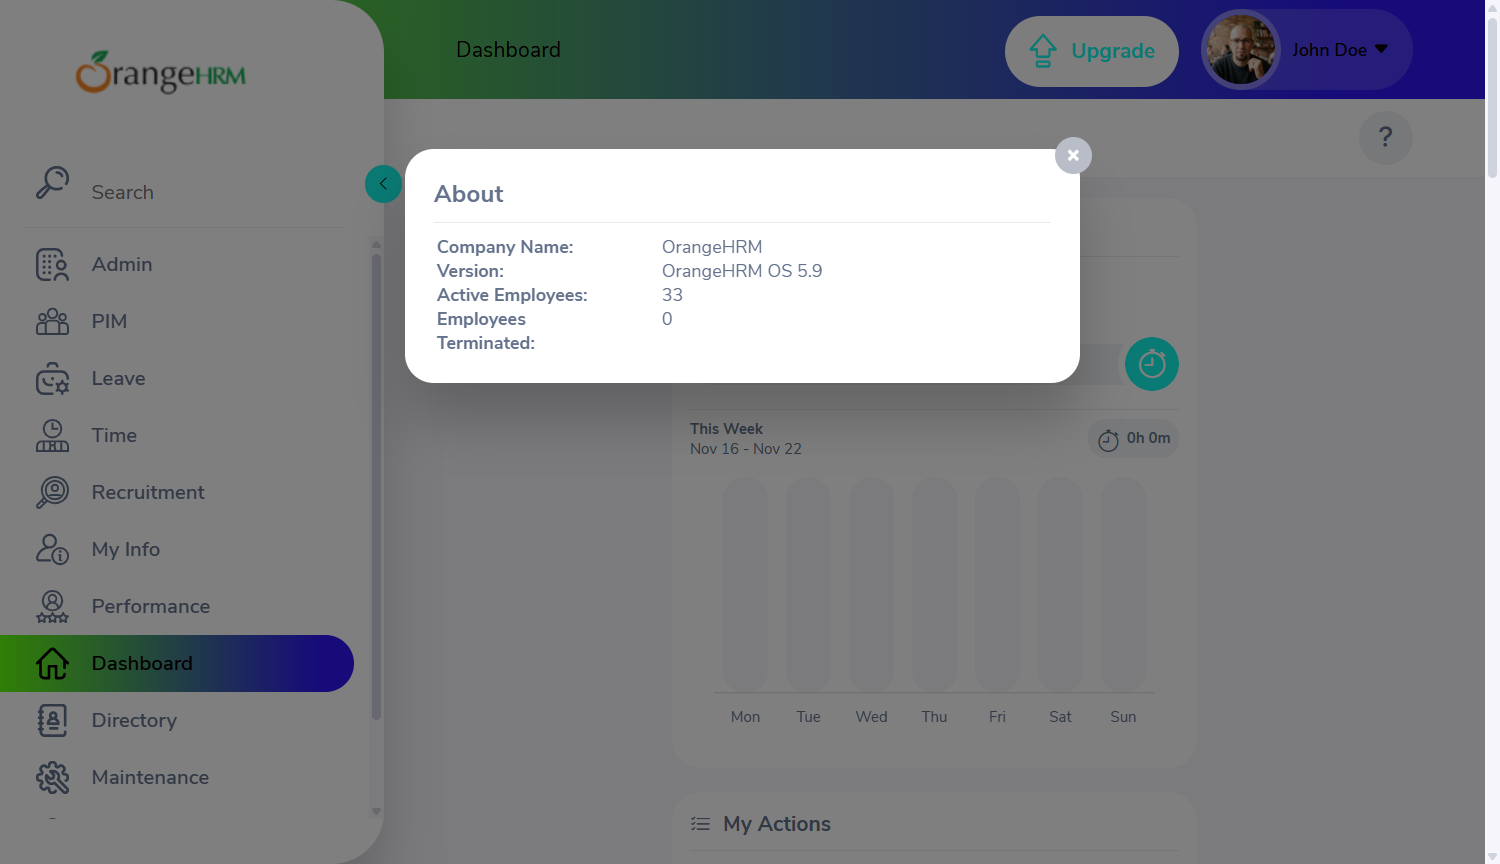 OrangeHRM
Dashboard
Upgrade
John Doe
?
Search
Admin
PIM
Leave
Time
Recruitment
My Info
Performance
Dashboard
Directory
Maintenance
About
Company Name: OrangeHRM
Version: OrangeHRM OS 5.9
Active Employees: 33
Employees 0
Terminated:
This Week
Nov 16 - Nov 22
0h 0m
Mon Tue Wed Thu Fri Sat Sun
My Actions